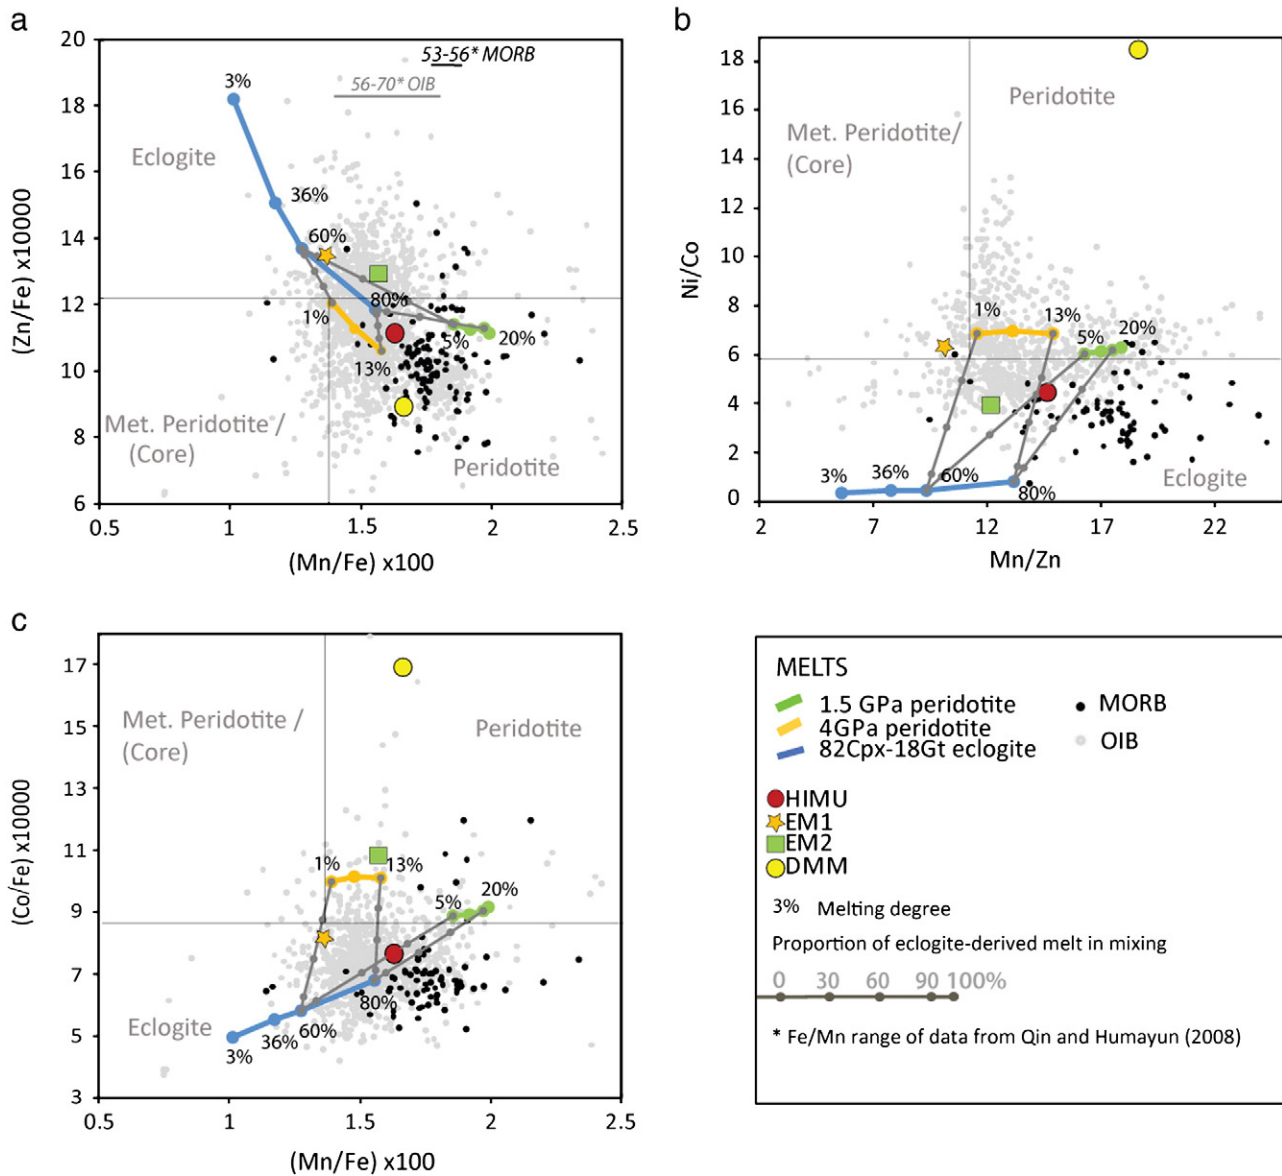 a
20
18
16
14
12
10
8
6
(Zn/Fe) x10000
0.5
1
1.5
2
2.5
(Mn/Fe) x100
53-56* MORB
56-70* OIB
3%
Eclogite
36%
60%
80%
1%
5%
20%
13%
Met. Peridotite /
(Core)
Peridotite
b
18
16
14
12
10
8
6
4
2
0
Ni/Co
2
7
12
17
22
Mn/Zn
Peridotite
Met. Peridotite/
(Core)
1%
13%
5%
20%
3%
36%
60%
80%
Eclogite
c
17
15
13
11
9
7
5
3
(Co/Fe) x10000
0.5
1
1.5
2
2.5
(Mn/Fe) x100
Met. Peridotite /
(Core)
Peridotite
1%
13%
5%
20%
Eclogite
3%
36%
60%
80%
MELTS
1.5 GPa peridotite
4GPa peridotite
82Cpx-18Gt eclogite
MORB
OIB
HIMU
EM1
EM2
DMM
3% Melting degree
Proportion of eclogite-derived melt in mixing
0 30 60 90 100%
* Fe/Mn range of data from Qin and Humayun (2008)